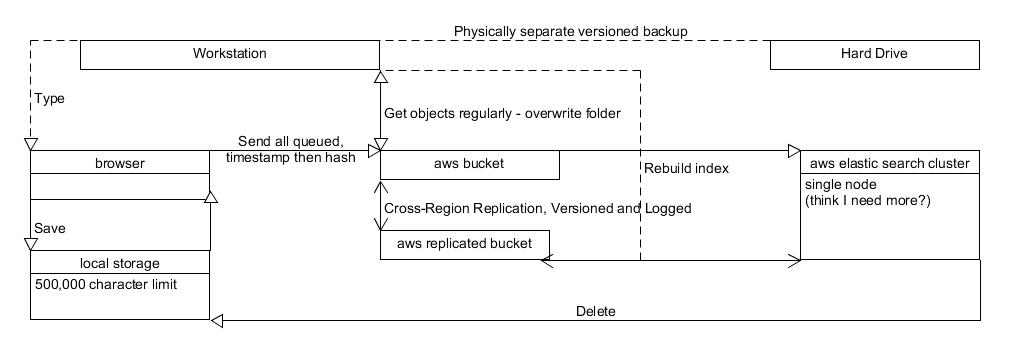 Physically separate versioned backup
Workstation
Hard Drive
Type
Get objects regularly - overwrite folder
Send all queued,
timestamp then hash
browser
aws bucket
aws elastic search cluster
Rebuild index
single node
(think I need more?)
Cross-Region Replication, Versioned and Logged
Save
aws replicated bucket
local storage
500,000 character limit
Delete